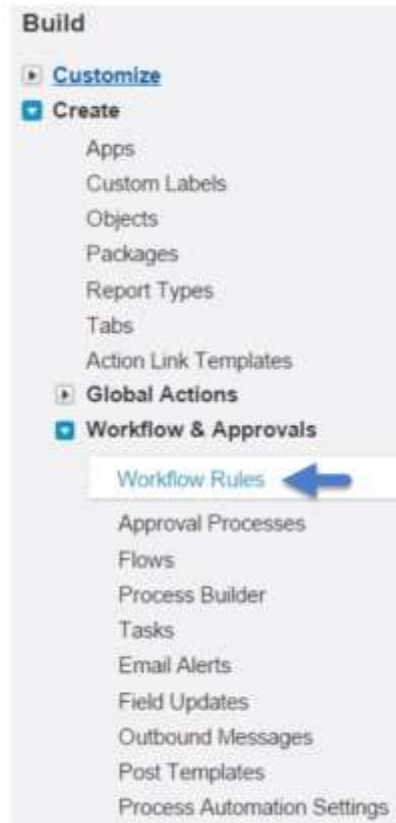 Build
Customize
Create
Apps
Custom Labels
Objects
Packages
Report Types
Tabs
Action Link Templates
Global Actions
Workflow & Approvals
Workflow Rules
Approval Processes
Flows
Process Builder
Tasks
Email Alerts
Field Updates
Outbound Messages
Post Templates
Process Automation Settings